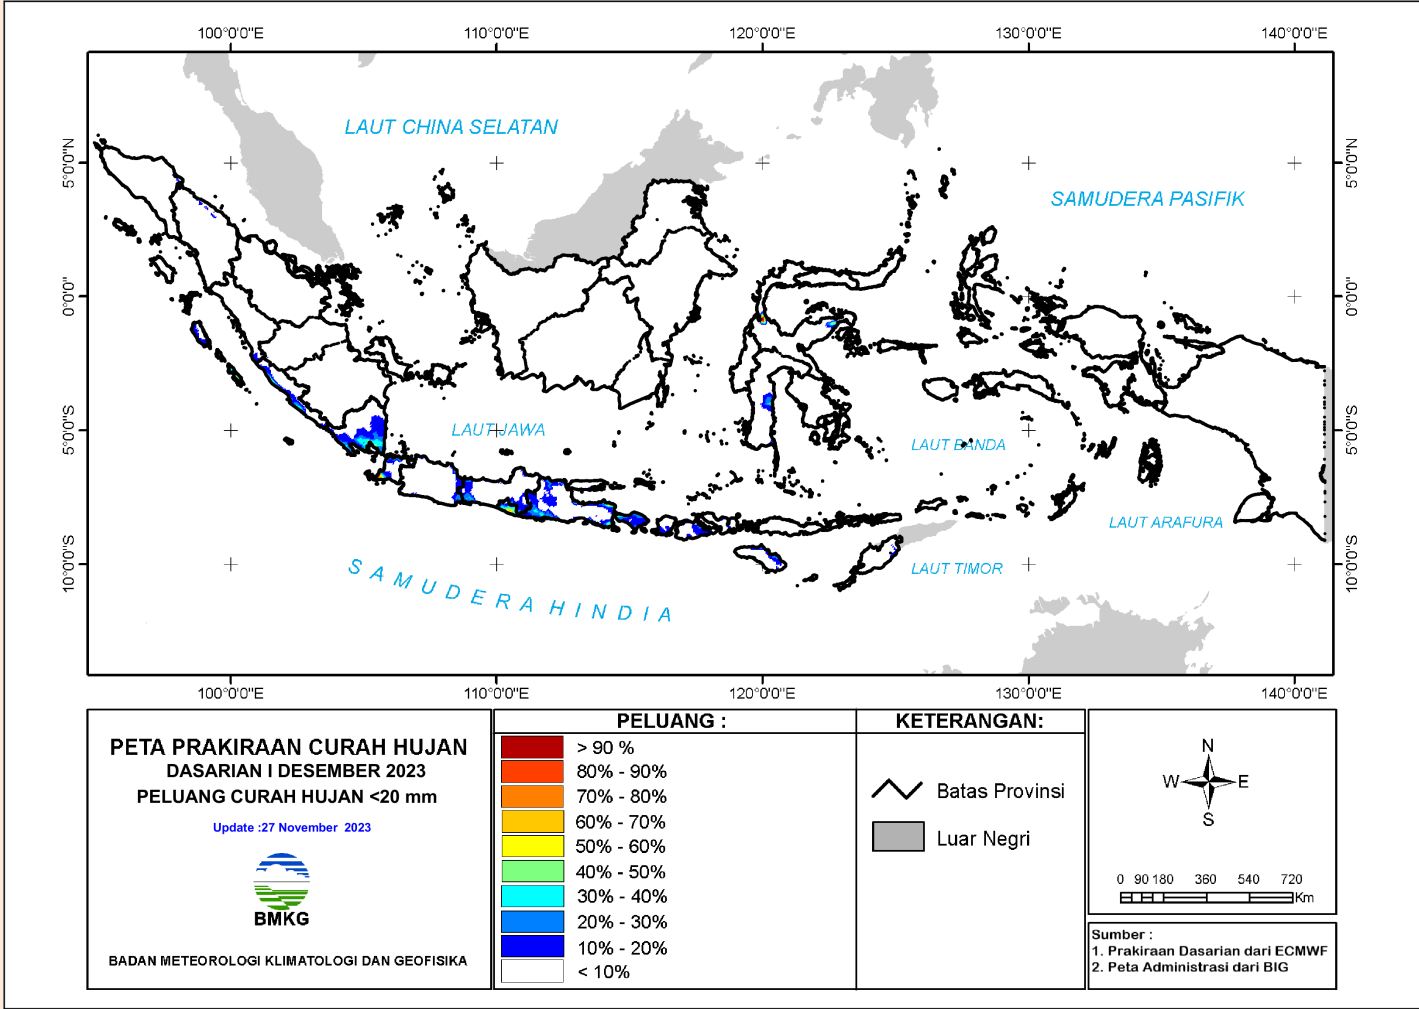 100°0'0"E 110°0'0"E 120°0'0"E 130°0'0"E 140°0'0"E
5°0'0"N 5°0'0"N
0°0'0" 0°0'0"
5°0'0"S 5°0'0"S
10°0'0"S 10°0'0"S
LAUT CHINA SELATAN
SAMUDERA PASIFIK
LAUT JAWA
LAUT BANDA
LAUT ARAFURA
LAUT TIMOR
SAMUDERA HINDIA
100°0'0"E 110°0'0"E 120°0'0"E 130°0'0"E 140°0'0"E
PETA PRAKIRAAN CURAH HUJAN
DASARIAN I DESEMBER 2023
PELUANG CURAH HUJAN <20 mm
Update :27 November 2023
BMKG
BADAN METEOROLOGI KLIMATOLOGI DAN GEOFISIKA
PELUANG :
> 90 %
80% - 90%
70% - 80%
60% - 70%
50% - 60%
40% - 50%
30% - 40%
20% - 30%
10% - 20%
< 10%
KETERANGAN:
Batas Provinsi
Luar Negri
N
W E
S
0 90 180 360 540 720
Km
Sumber :
1. Prakiraan Dasarian dari ECMWF
2. Peta Administrasi dari BIG